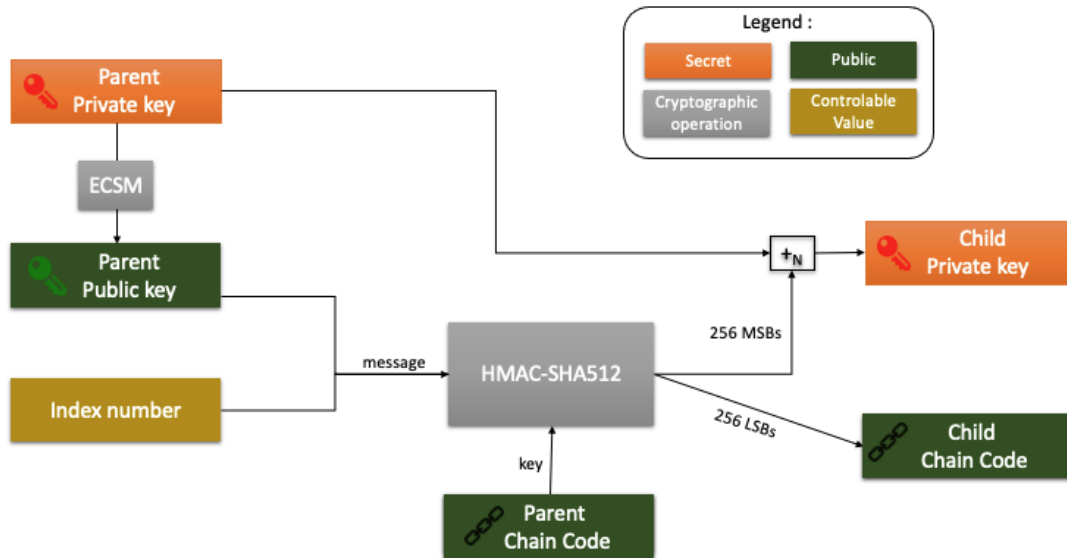 Legend :
Secret
Public
Cryptographic
operation
Controlable
Value
Parent
Private key
ECSM
Parent
Public key
+N
Child
Private key
256 MSBs
message
HMAC-SHA512
Index number
256 LSBs
Child
Chain Code
key
Parent
Chain Code